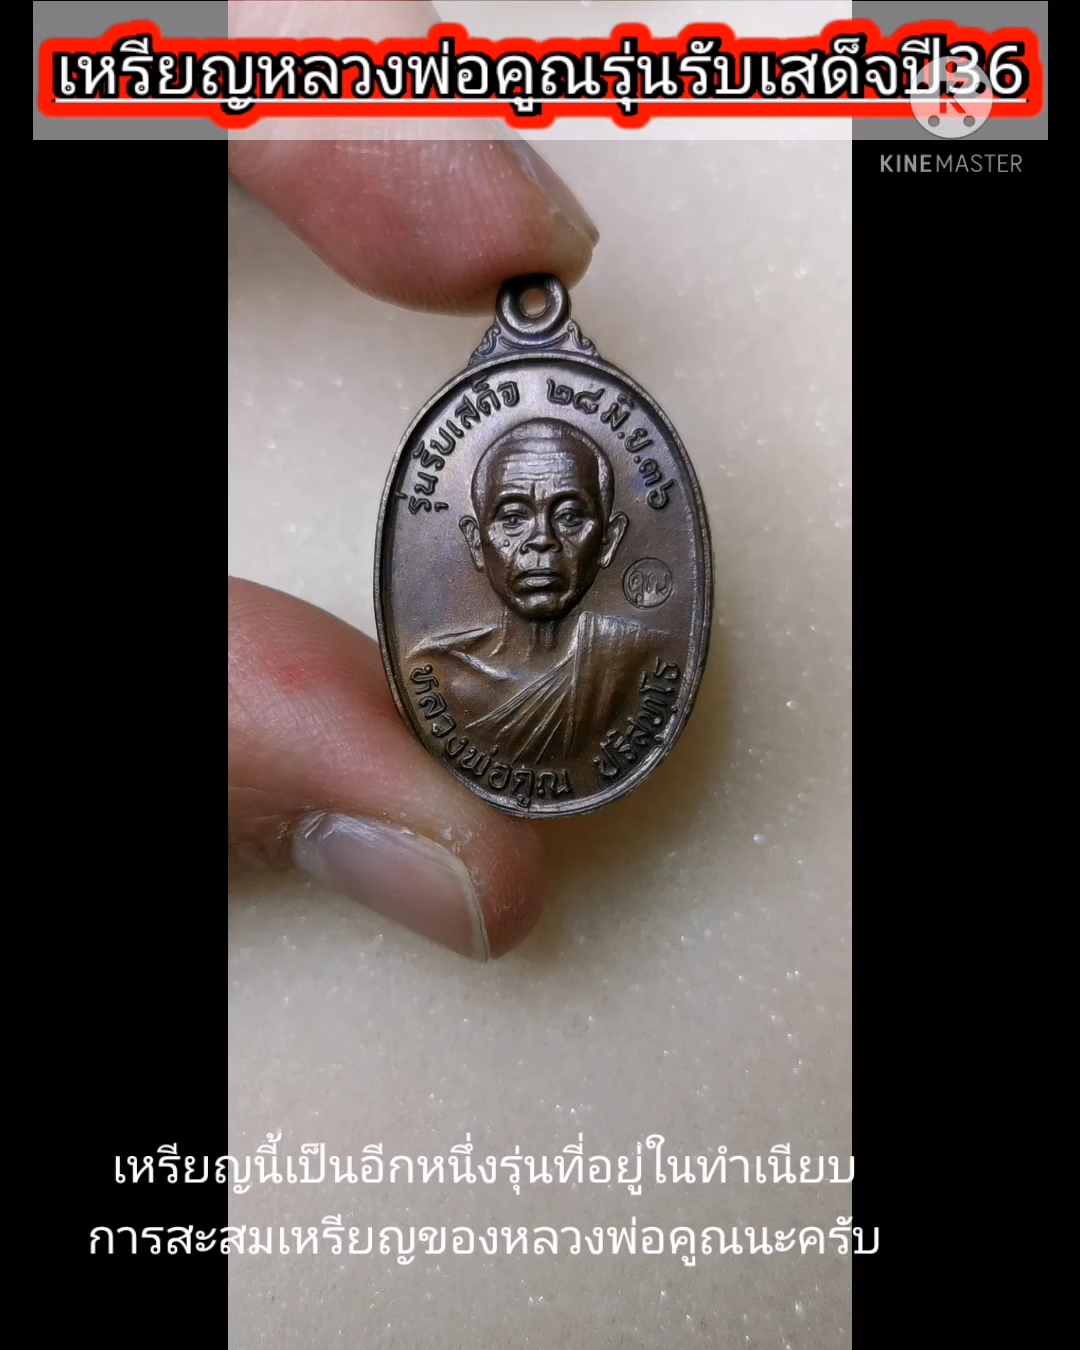 เหรียญหลวงพ่อคูณรุ่นรับเสด็จปี36
KINEMASTER
รุ่นรับเสด็จ ๒๘ มิ.ย.๓๖
คูณ
หลวงพ่อคูณ ปริสุทฺโธ
เหรียญนี้เป็นอีกหนึ่งรุ่นที่อยู่ในทำเนียบ
การสะสมเหรียญของหลวงพ่อคูณนะครับ